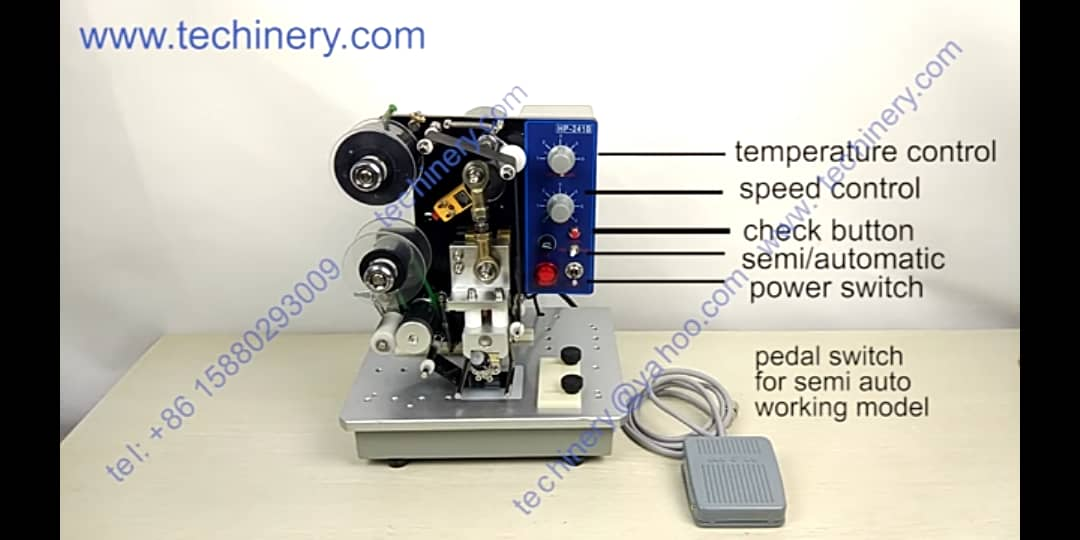 www.techinery.com
HP-241B
temperature control
speed control
check button
semi/automatic
power switch
pedal switch
for semi auto
working model
techinery.com
www. techinery.com
tel: +86 15880293009
techinery@yahoo.com